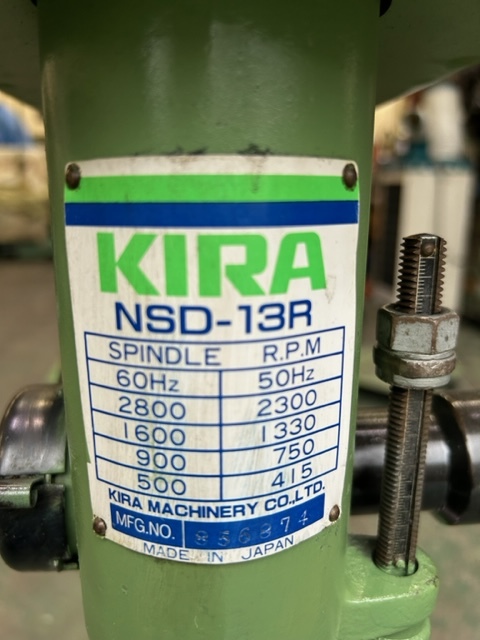 KIRA
NSD-13R
SPINDLE R.P.M
60Hz 50Hz
2800 2300
1600 1330
900 750
500 415
KIRA MACHINERY CO.,LTD.
MFG.NO.
MADE IN JAPAN